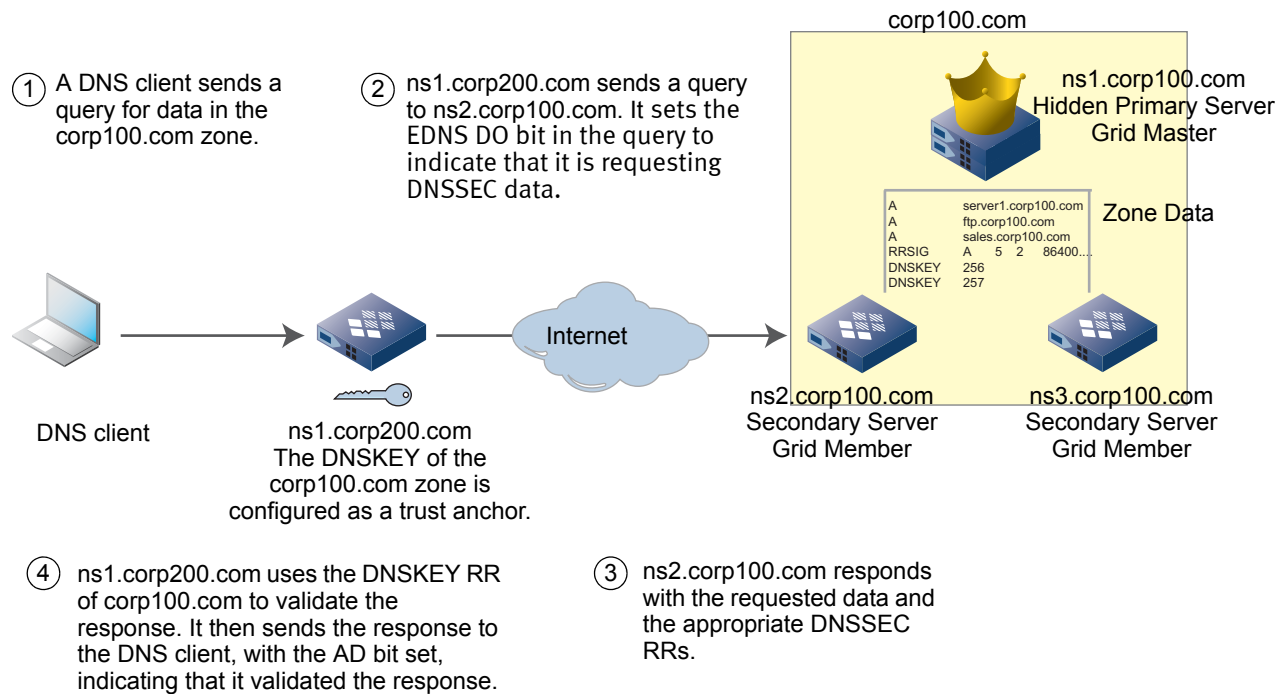 corp100.com
1 A DNS client sends a
query for data in the
corp100.com zone.
2 ns1.corp200.com sends a query
to ns2.corp100.com. It sets the
EDNS DO bit in the query to
indicate that it is requesting
DNSSEC data.
ns1.corp100.com
Hidden Primary Server
Grid Master
A server1.corp100.com
A ftp.corp100.com
A sales.corp100.com
RRSIG A 5 2 86400....
DNSKEY 256
DNSKEY 257
Zone Data
Internet
DNS client
ns1.corp200.com
The DNSKEY of the
corp100.com zone is
configured as a trust anchor.
ns2.corp100.com
Secondary Server
Grid Member
ns3.corp100.com
Secondary Server
Grid Member
4 ns1.corp200.com uses the DNSKEY RR
of corp100.com to validate the
response. It then sends the response to
the DNS client, with the AD bit set,
indicating that it validated the response.
3 ns2.corp100.com responds
with the requested data and
the appropriate DNSSEC
RRs.